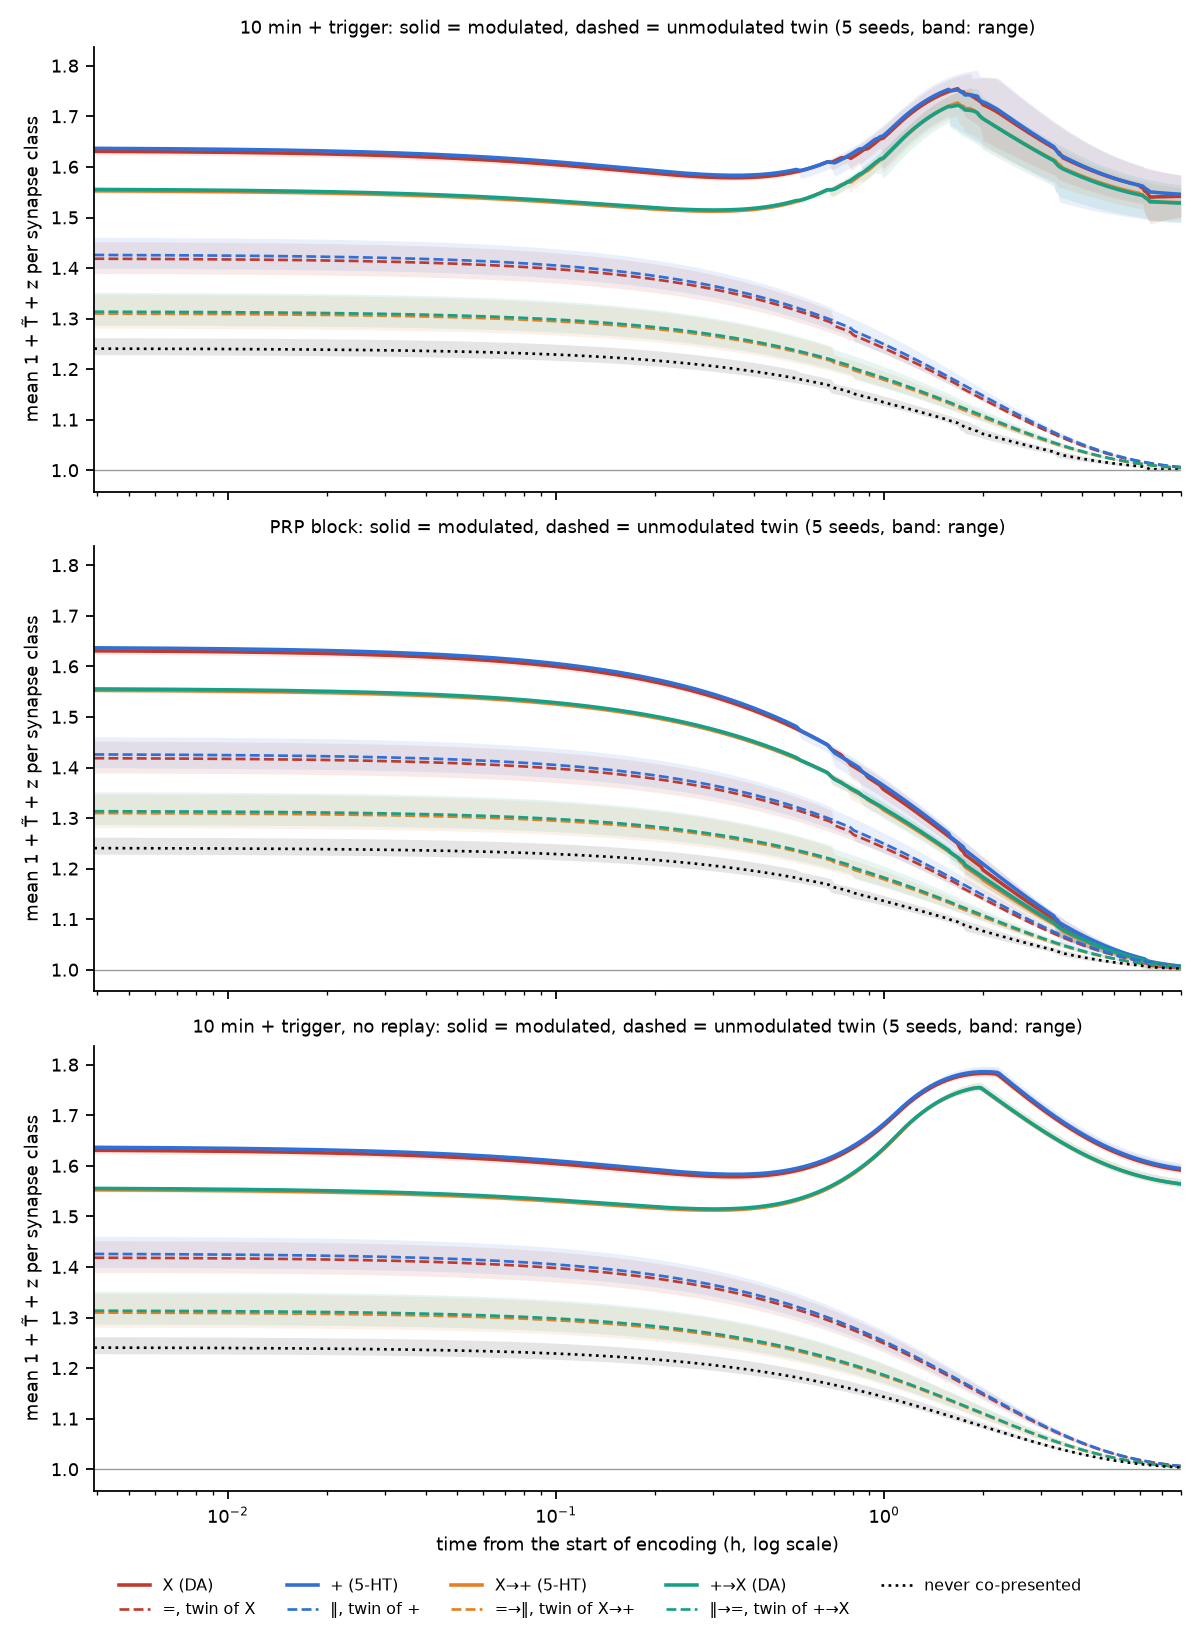 10 min + trigger: solid = modulated, dashed = unmodulated twin (5 seeds, band: range)
mean 1 + T̃ + z per synapse class
1.8
1.7
1.6
1.5
1.4
1.3
1.2
1.1
1.0
PRP block: solid = modulated, dashed = unmodulated twin (5 seeds, band: range)
mean 1 + T̃ + z per synapse class
1.8
1.7
1.6
1.5
1.4
1.3
1.2
1.1
1.0
10 min + trigger, no replay: solid = modulated, dashed = unmodulated twin (5 seeds, band: range)
mean 1 + T̃ + z per synapse class
1.8
1.7
1.6
1.5
1.4
1.3
1.2
1.1
1.0
10⁻² 10⁻¹ 10⁰
time from the start of encoding (h, log scale)
X (DA) + (5-HT) X→+ (5-HT) +→X (DA) never co-presented
=, twin of X ∥, twin of + =→∥, twin of X→+ ∥→=, twin of +→X